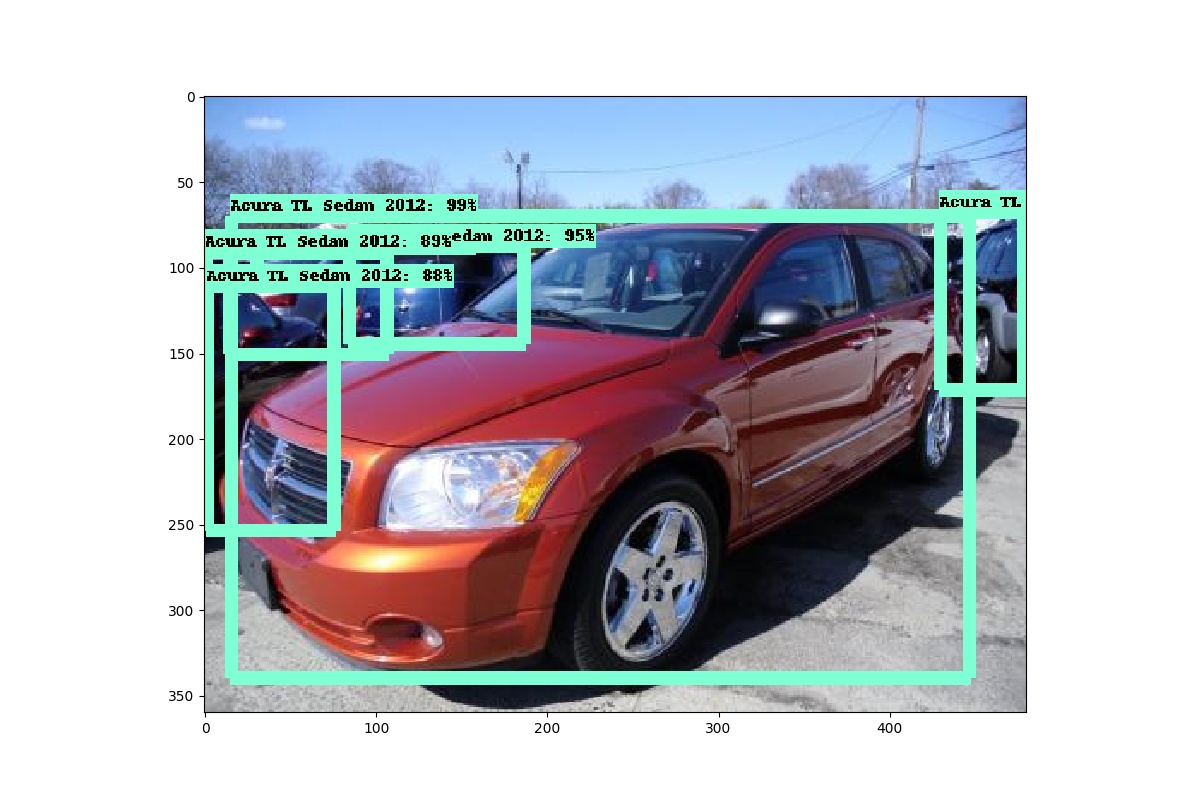 0
50
100
150
200
250
300
350
0
100
200
300
400
Acura TL Sedan 2012: 99%
Acura TL
Acura TL Sedan 2012: 89%
edan 2012: 95%
Acura TL Sedan 2012: 88%